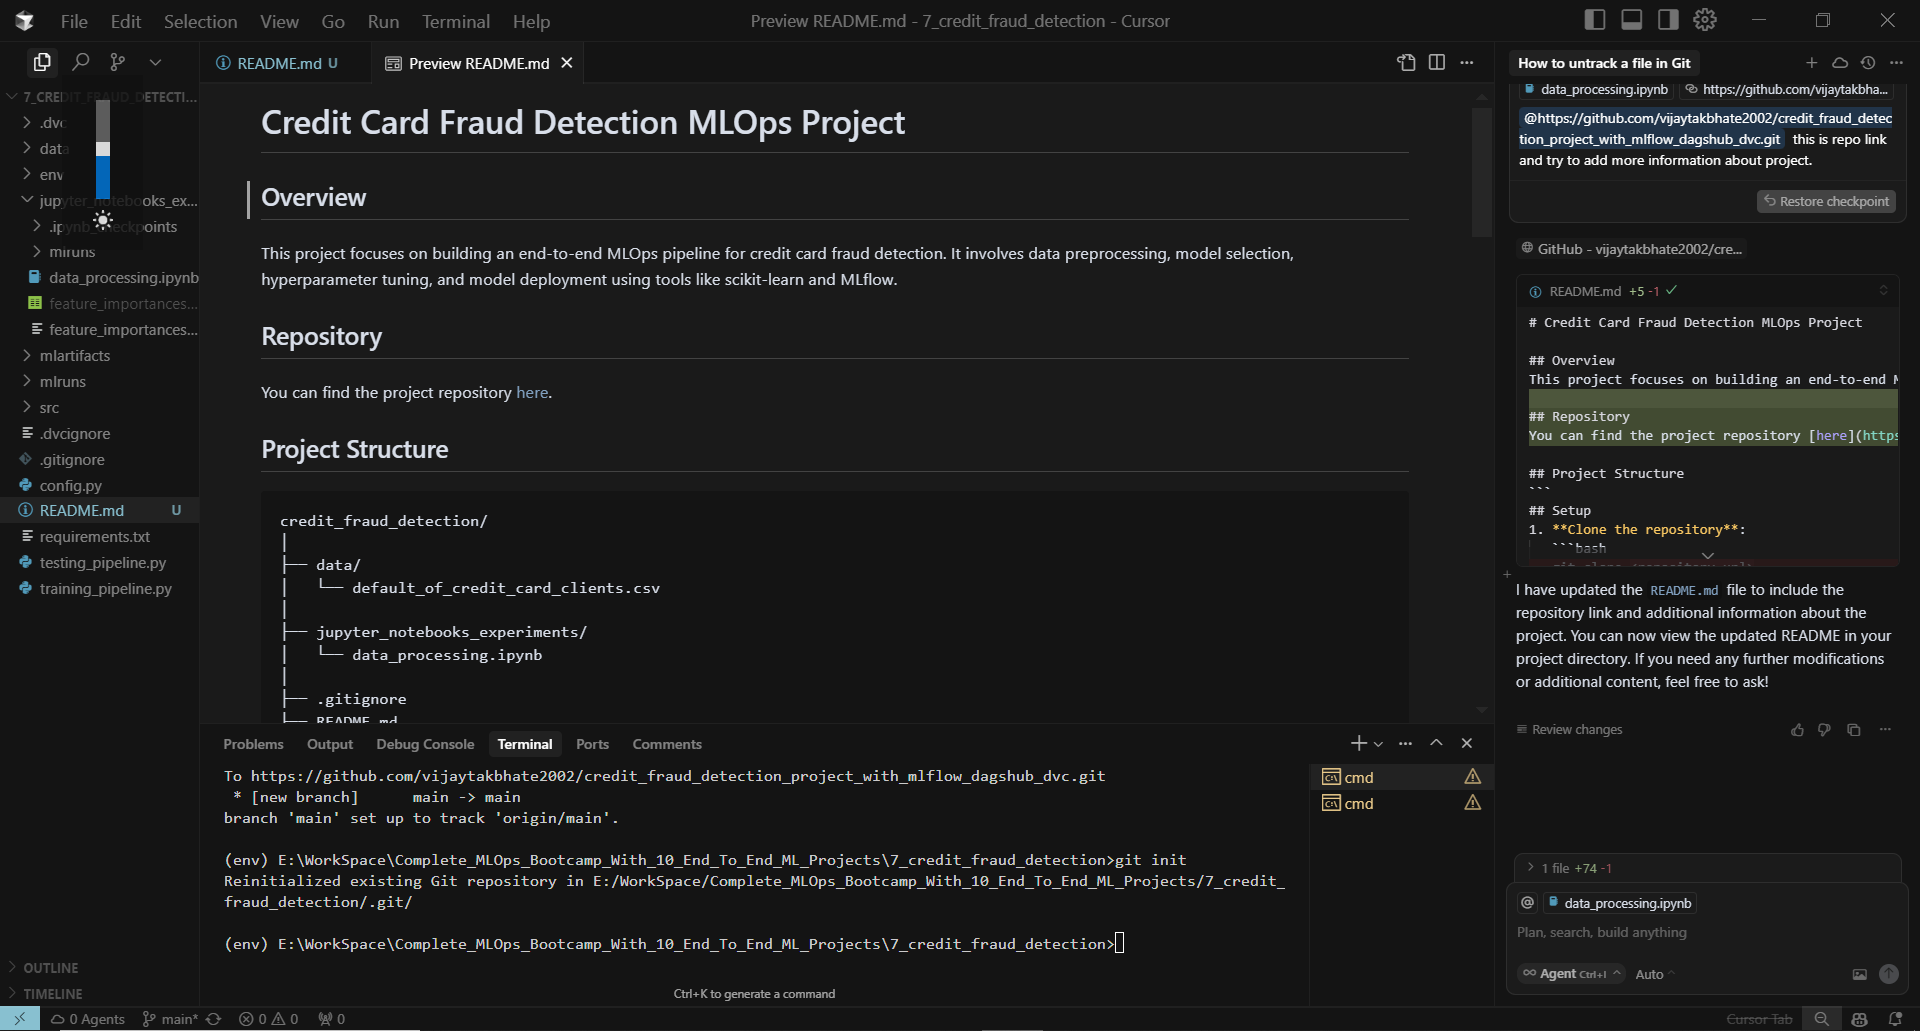 File Edit Selection View Go Run Terminal Help
Preview README.md - 7_credit_fraud_detection - Cursor
7_CREDIT_FRAUD_DETECTI...
.dvc
data
env
jupyter_notebooks_ex...
.ipynb_checkpoints
mlruns
data_processing.ipynb
feature_importances...
feature_importances...
mlartifacts
mlruns
src
.dvcignore
.gitignore
config.py
README.md U
requirements.txt
testing_pipeline.py
training_pipeline.py
OUTLINE
TIMELINE
README.md U
Preview README.md
Credit Card Fraud Detection MLOps Project
Overview
This project focuses on building an end-to-end MLOps pipeline for credit card fraud detection. It involves data preprocessing, model selection,
hyperparameter tuning, and model deployment using tools like scikit-learn and MLflow.
Repository
You can find the project repository here.
Project Structure
credit_fraud_detection/
│
├── data/
│   └── default_of_credit_card_clients.csv
│
├── jupyter_notebooks_experiments/
│   └── data_processing.ipynb
│
├── .gitignore
├── README.md
Problems Output Debug Console Terminal Ports Comments
To https://github.com/vijaytakbhate2002/credit_fraud_detection_project_with_mlflow_dagshub_dvc.git
 * [new branch]      main -> main
branch 'main' set up to track 'origin/main'.
(env) E:\WorkSpace\Complete_MLOps_Bootcamp_With_10_End_To_End_ML_Projects\7_credit_fraud_detection>git init
Reinitialized existing Git repository in E:/WorkSpace/Complete_MLOps_Bootcamp_With_10_End_To_End_ML_Projects/7_credit_
fraud_detection/.git/
(env) E:\WorkSpace\Complete_MLOps_Bootcamp_With_10_End_To_End_ML_Projects\7_credit_fraud_detection>
Ctrl+K to generate a command
cmd
cmd
How to untrack a file in Git
data_processing.ipynb https://github.com/vijaytakbha...
@https://github.com/vijaytakbhate2002/credit_fraud_detec
tion_project_with_mlflow_dagshub_dvc.git this is repo link
and try to add more information about project.
Restore checkpoint
GitHub - vijaytakbhate2002/cre...
README.md +5 -1
# Credit Card Fraud Detection MLOps Project
## Overview
This project focuses on building an end-to-end M
## Repository
You can find the project repository [here](https
## Project Structure
```
## Setup
1. **Clone the repository**:
```bash
git clone <repository-url>
I have updated the README.md file to include the
repository link and additional information about the
project. You can now view the updated README in your
project directory. If you need any further modifications
or additional content, feel free to ask!
Review changes
1 file +74 -1
@ data_processing.ipynb
Plan, search, build anything
Agent Ctrl+I Auto
0 Agents main* 0 0 0
Cursor Tab